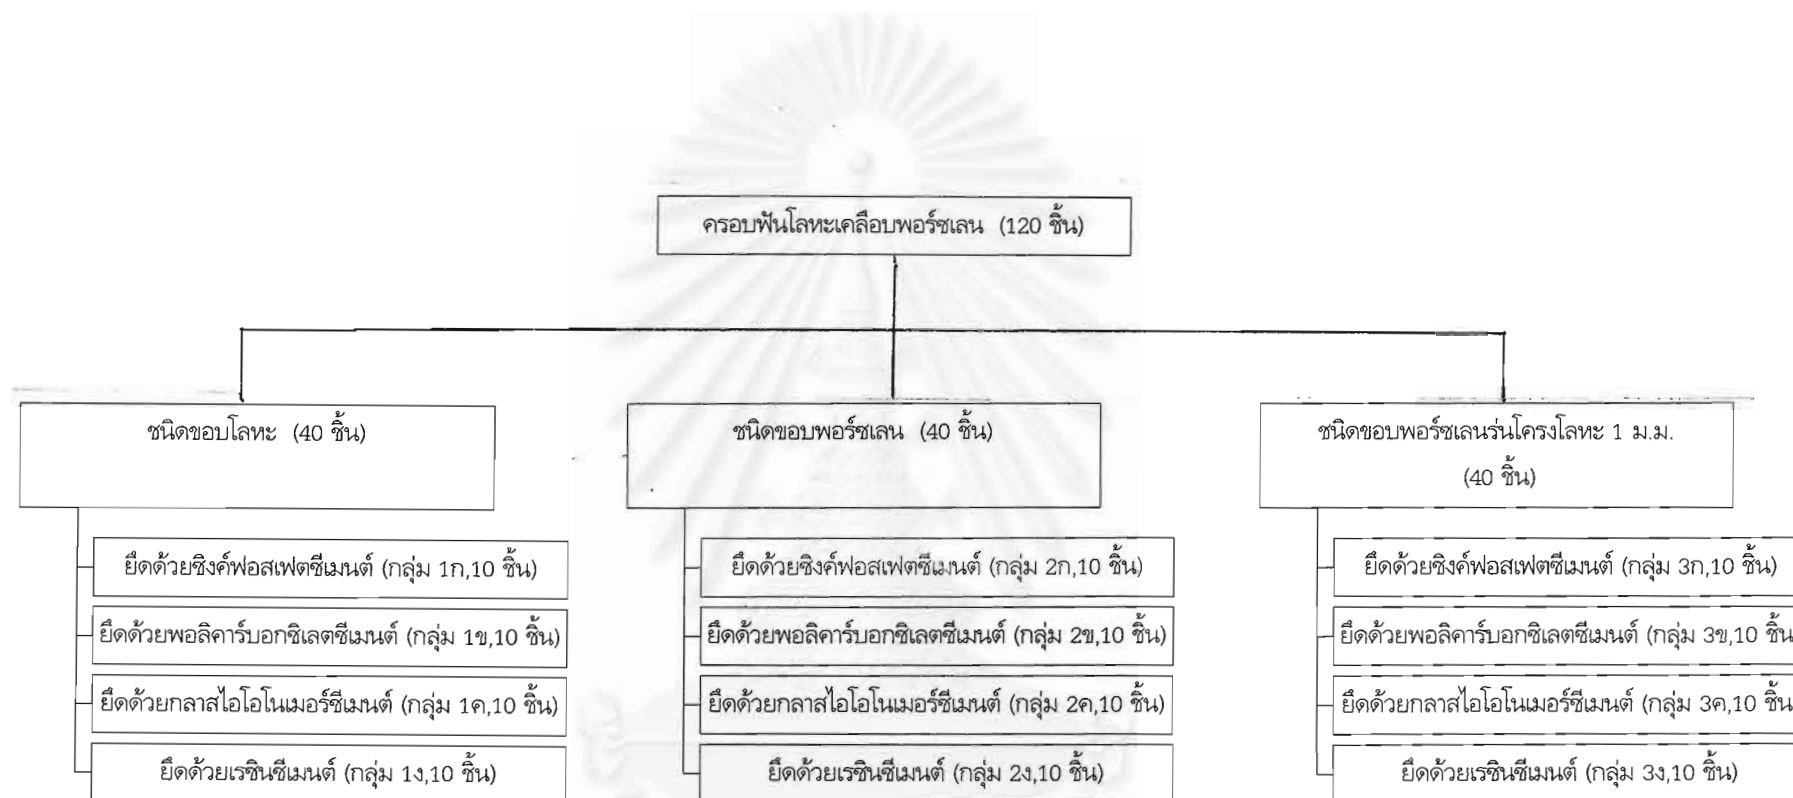 ครอบฟันโลหะเคลือบพอร์ซเลน (120 ชิ้น)
ชนิดขอบโลหะ (40 ชิ้น)
ยึดด้วยซิงค์ฟอสเฟตซีเมนต์ (กลุ่ม 1ก,10 ชิ้น)
ยึดด้วยพอลิคาร์บอกซิเลตซีเมนต์ (กลุ่ม 1ข,10 ชิ้น)
ยึดด้วยกลาสไอโอโนเมอร์ซีเมนต์ (กลุ่ม 1ค,10 ชิ้น)
ยึดด้วยเรซินซีเมนต์ (กลุ่ม 1ง,10 ชิ้น)
ชนิดขอบพอร์ซเลน (40 ชิ้น)
ยึดด้วยซิงค์ฟอสเฟตซีเมนต์ (กลุ่ม 2ก,10 ชิ้น)
ยึดด้วยพอลิคาร์บอกซิเลตซีเมนต์ (กลุ่ม 2ข,10 ชิ้น)
ยึดด้วยกลาสไอโอโนเมอร์ซีเมนต์ (กลุ่ม 2ค,10 ชิ้น)
ยึดด้วยเรซินซีเมนต์ (กลุ่ม 2ง,10 ชิ้น)
ชนิดขอบพอร์ซเลนร่นโครงโลหะ 1 ม.ม.
(40 ชิ้น)
ยึดด้วยซิงค์ฟอสเฟตซีเมนต์ (กลุ่ม 3ก,10 ชิ้น)
ยึดด้วยพอลิคาร์บอกซิเลตซีเมนต์ (กลุ่ม 3ข,10 ชิ้น
ยึดด้วยกลาสไอโอโนเมอร์ซีเมนต์ (กลุ่ม 3ค,10 ชิ้น
ยึดด้วยเรซินซีเมนต์ (กลุ่ม 3ง,10 ชิ้น)